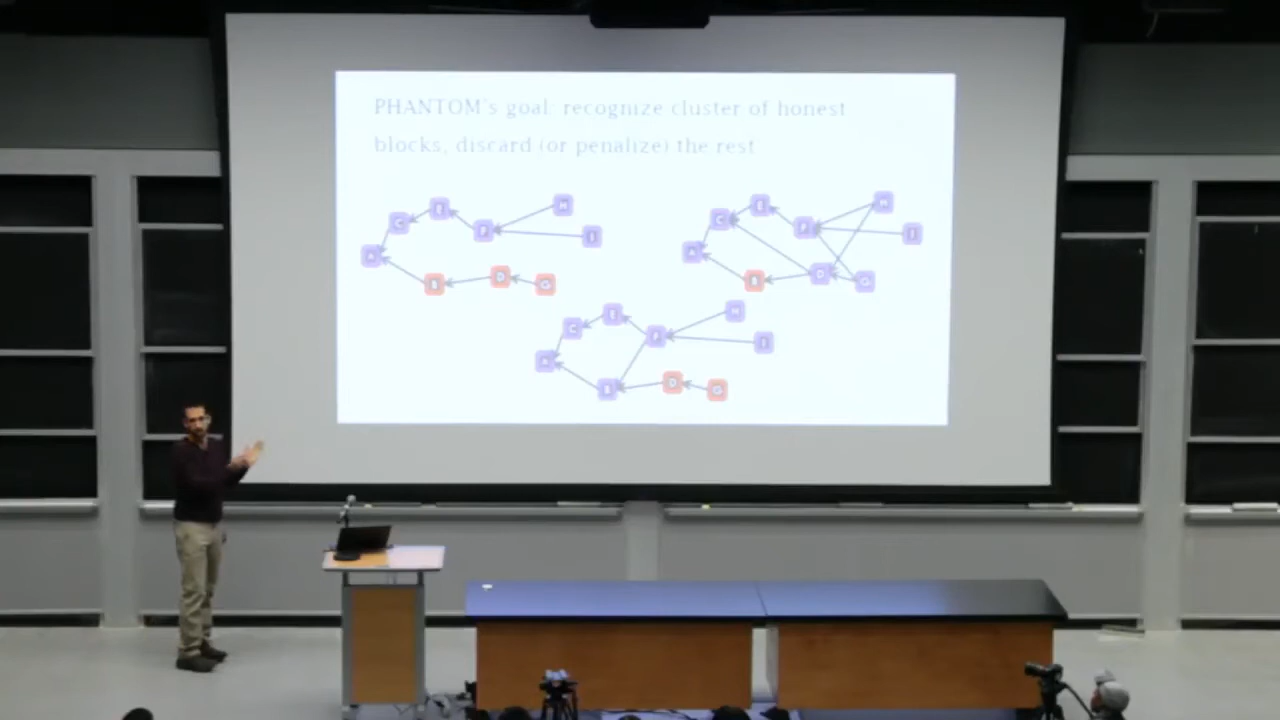 PHANTOM's goal: recognize cluster of honest
blocks, discard (or penalize) the rest
E H
C F I
A
B D G
E H
C F I
A
B D G
E H
C F I
D G